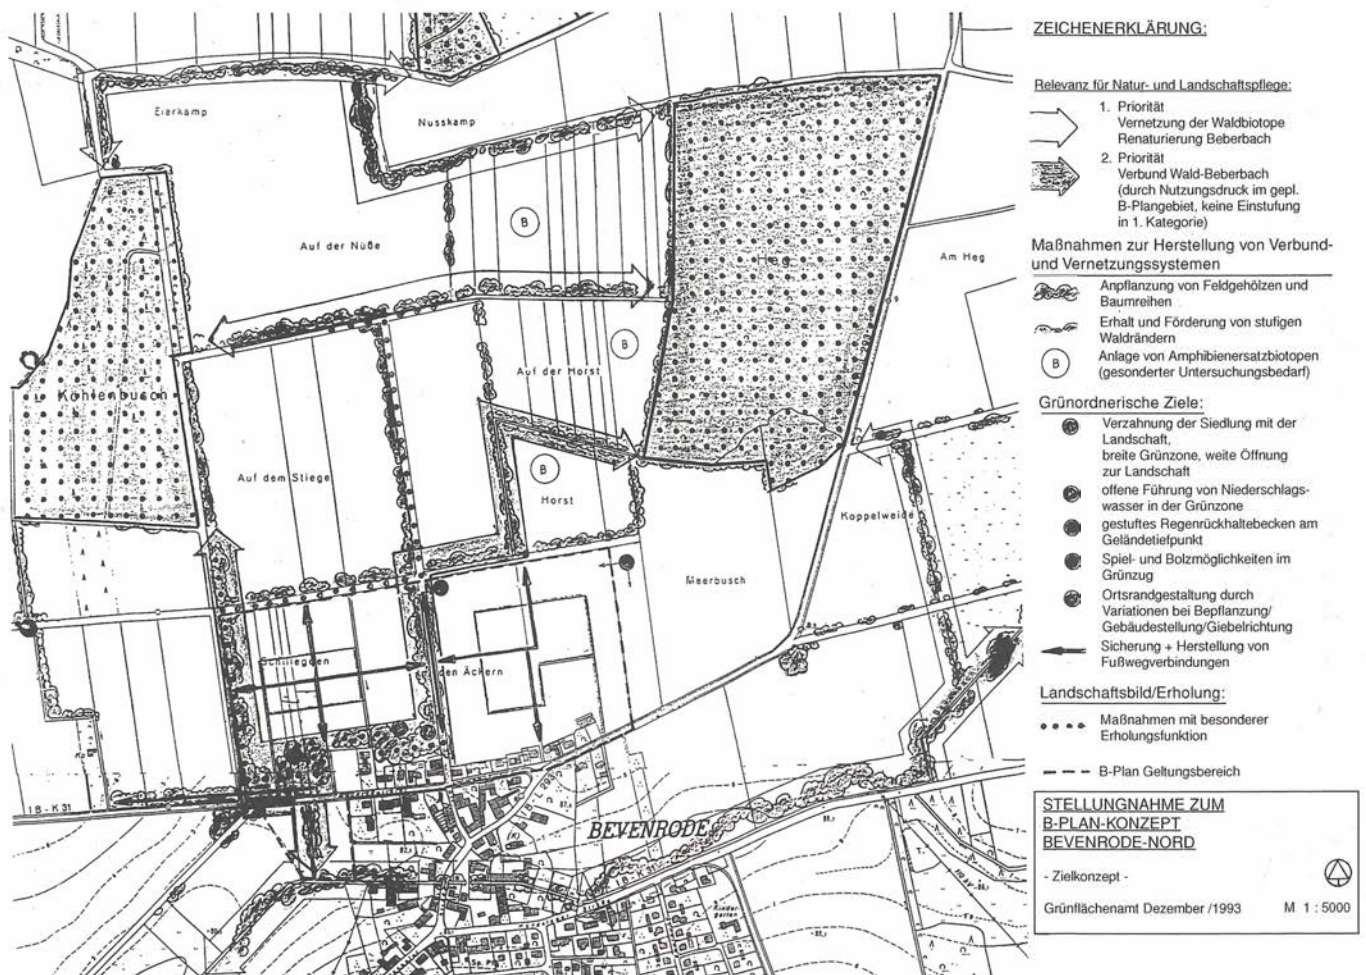 ZEICHENERKLÄRUNG:
Relevanz für Natur- und Landschaftspflege:
1. Priorität
Vernetzung der Waldbiotope
Renaturierung Beberbach
2. Priorität
Verbund Wald-Beberbach
(durch Nutzungsdruck im gepl.
B-Plangebiet, keine Einstufung
in 1. Kategorie)
Maßnahmen zur Herstellung von Verbund-
und Vernetzungssystemen
Anpflanzung von Feldgehölzen und
Baumreihen
Erhalt und Förderung von stufigen
Waldrändern
B
Anlage von Amphibienersatzbiotopen
(gesonderter Untersuchungsbedarf)
Grünordnerische Ziele:
Verzahnung der Siedlung mit der
Landschaft,
breite Grünzone, weite Öffnung
zur Landschaft
offene Führung von Niederschlags-
wasser in der Grünzone
gestuftes Regenrückhaltebecken am
Geländetiefpunkt
Spiel- und Bolzmöglichkeiten im
Grünzug
Ortsrandgestaltung durch
Variationen bei Bepflanzung/
Gebäudestellung/Giebelrichtung
Sicherung + Herstellung von
Fußwegverbindungen
Landschaftsbild/Erholung:
Maßnahmen mit besonderer
Erholungsfunktion
B-Plan Geltungsbereich
STELLUNGNAHME ZUM
B-PLAN-KONZEPT
BEVENRODE-NORD
- Zielkonzept -
Grünflächenamt Dezember /1993 M 1 : 5000
Eierkamp
Nusskamp
B
Auf der Nüße
Heg
Am Heg
B
Auf der Horst
Kohlenbusch
B
Auf dem Stiege
Horst
Koppelweide
Meerbusch
den Äckern
I B - K 31
I B - L 293
BEVENRODE
I B - K 31
Kinder-
garten